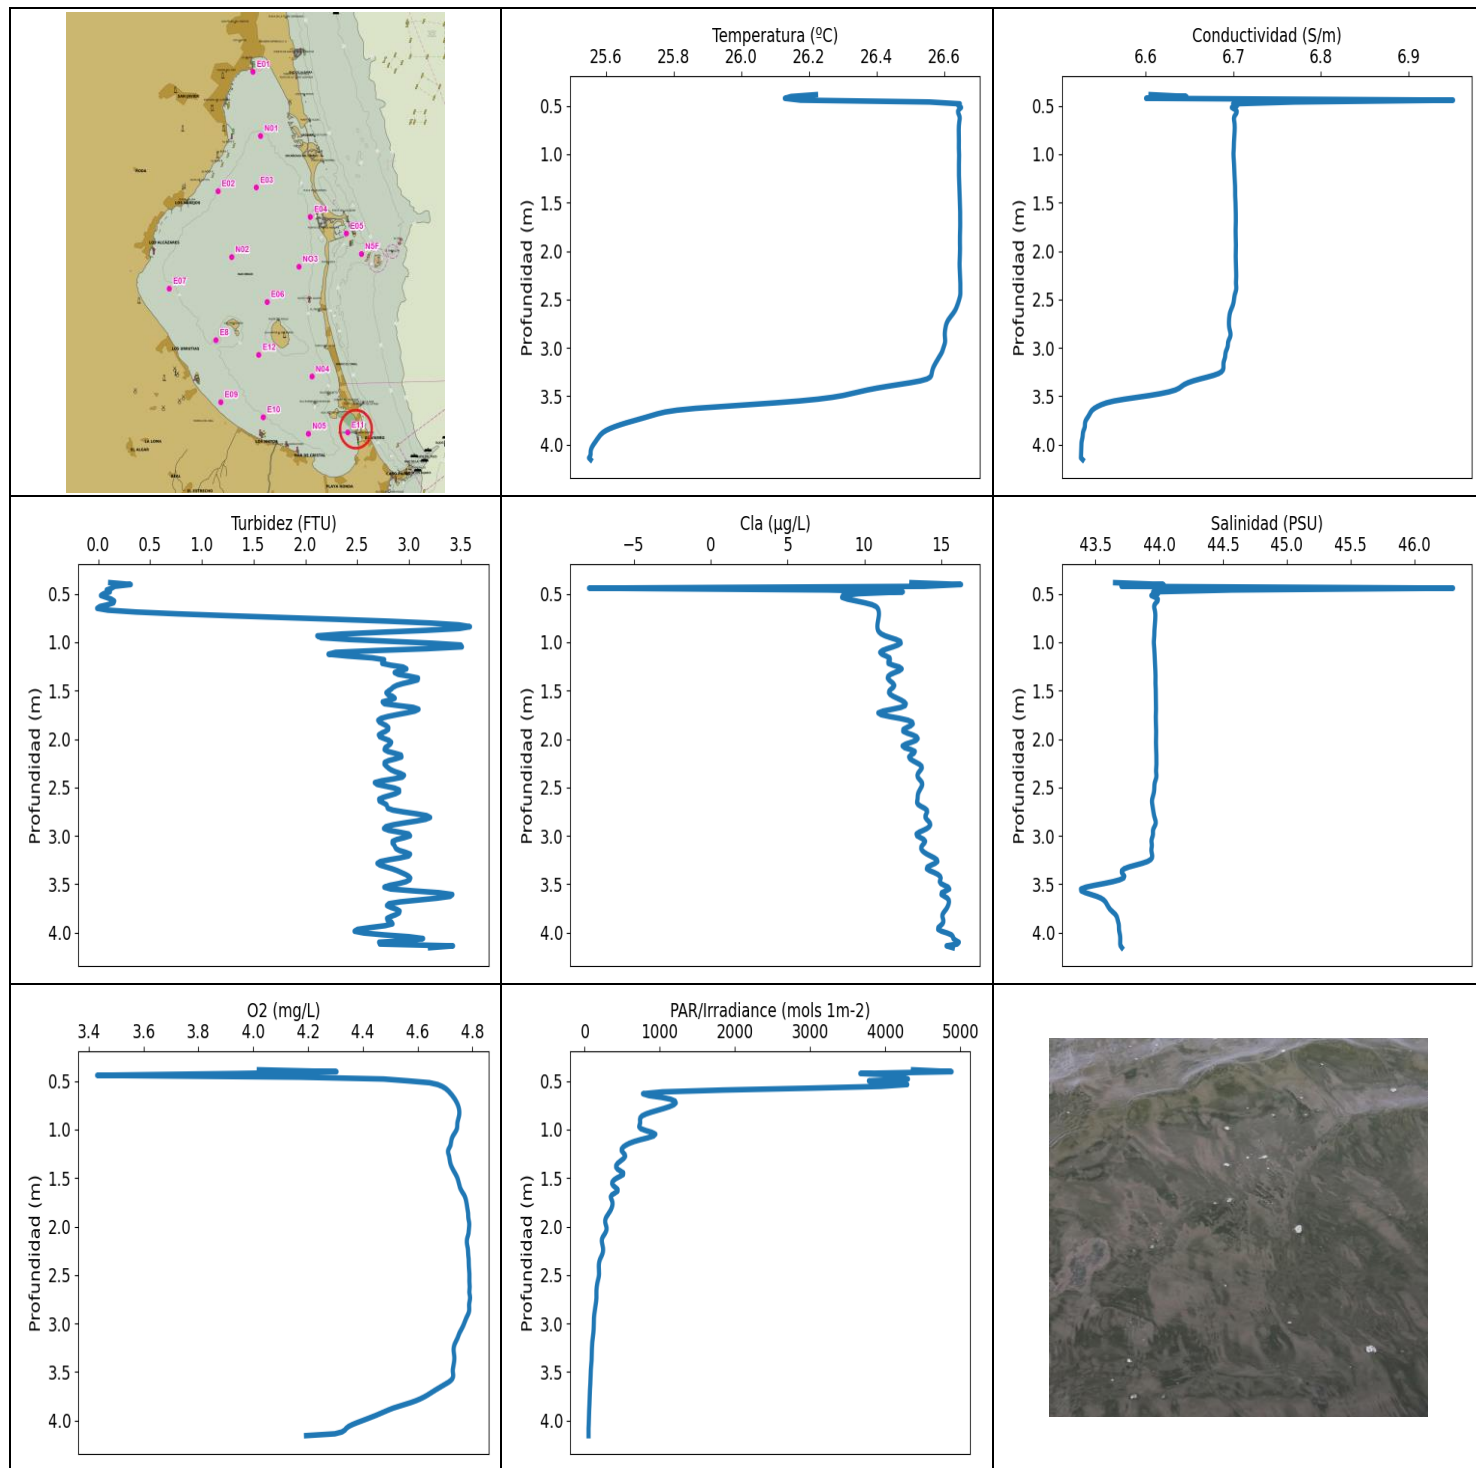 E01
N01
E02
E03
E04
E05
N5F
N02
NO3
E07
E06
E8
E12
N04
E09
E10
N05
E11
Temperatura (ºC)
25.6 25.8 26.0 26.2 26.4 26.6
Profundidad (m)
0.5
1.0
1.5
2.0
2.5
3.0
3.5
4.0
Conductividad (S/m)
6.6 6.7 6.8 6.9
Profundidad (m)
0.5
1.0
1.5
2.0
2.5
3.0
3.5
4.0
Turbidez (FTU)
0.0 0.5 1.0 1.5 2.0 2.5 3.0 3.5
Profundidad (m)
0.5
1.0
1.5
2.0
2.5
3.0
3.5
4.0
Cla (µg/L)
−5 0 5 10 15
Profundidad (m)
0.5
1.0
1.5
2.0
2.5
3.0
3.5
4.0
Salinidad (PSU)
43.5 44.0 44.5 45.0 45.5 46.0
Profundidad (m)
0.5
1.0
1.5
2.0
2.5
3.0
3.5
4.0
O2 (mg/L)
3.4 3.6 3.8 4.0 4.2 4.4 4.6 4.8
Profundidad (m)
0.5
1.0
1.5
2.0
2.5
3.0
3.5
4.0
PAR/Irradiance (mols 1m-2)
0 1000 2000 3000 4000 5000
Profundidad (m)
0.5
1.0
1.5
2.0
2.5
3.0
3.5
4.0